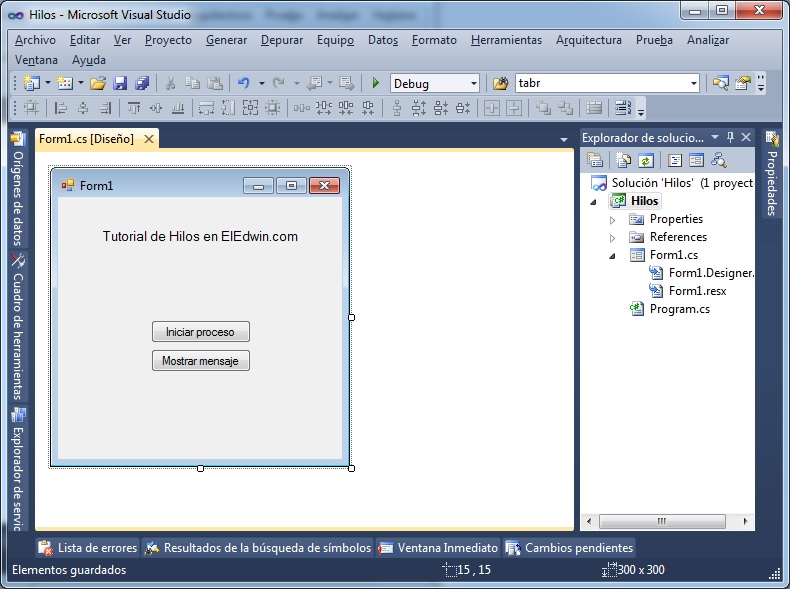 Hilos - Microsoft Visual Studio
Archivo Editar Ver Proyecto Generar Depurar Equipo Datos Formato Herramientas Arquitectura Prueba Analizar
Ventana Ayuda
Debug tabr
Orígenes de datos
Cuadro de herramientas
Explorador de servic
Form1.cs [Diseño]
Form1
Tutorial de Hilos en ElEdwin.com
Iniciar proceso
Mostrar mensaje
Explorador de solucio...
Solución 'Hilos' (1 proyect
Hilos
Properties
References
Form1.cs
Form1.Designer.
Form1.resx
Program.cs
Propiedades
Lista de errores Resultados de la búsqueda de símbolos Ventana Inmediato Cambios pendientes
Elementos guardados 15 , 15 300 x 300